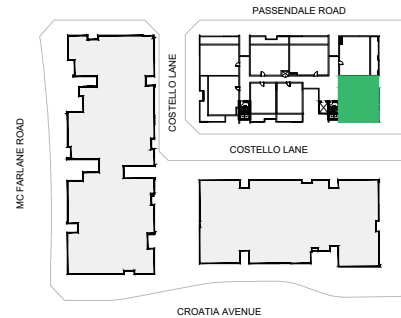 PASSENDALE ROAD
COSTELLO LANE
MC FARLANE ROAD
COSTELLO LANE
CROATIA AVENUE